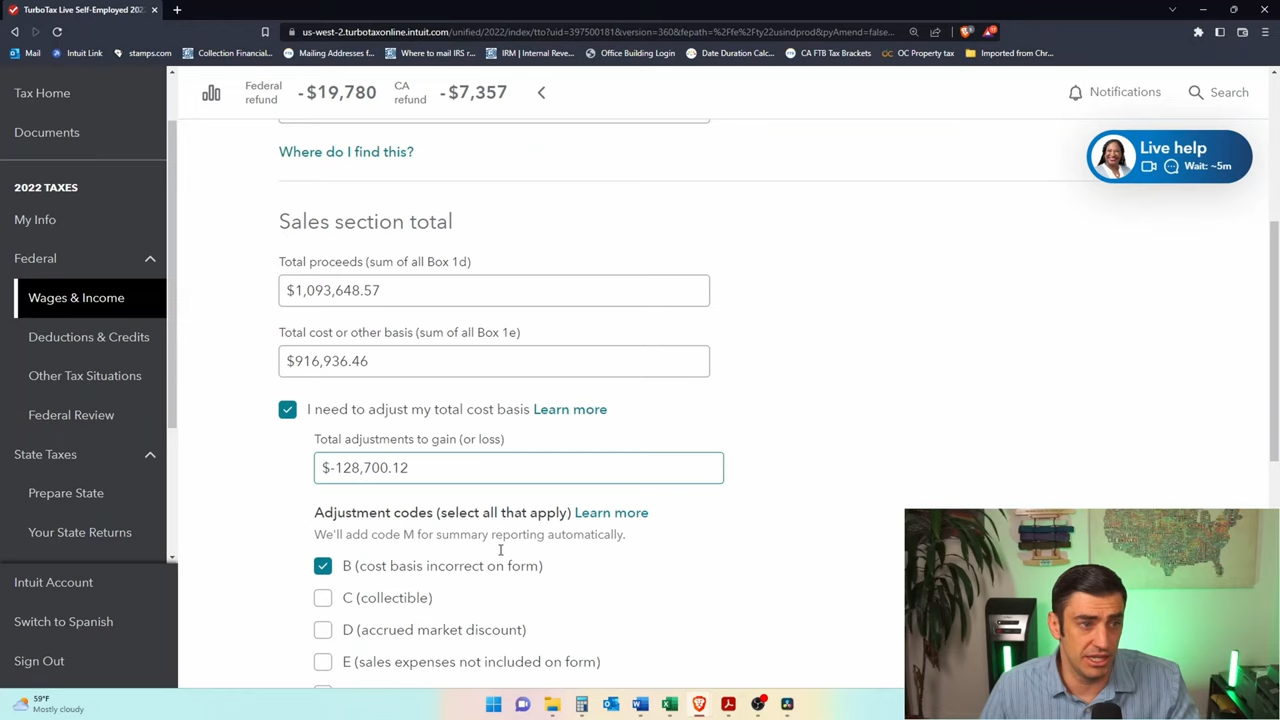 TurboTax Live Self-Employed 202
us-west-2.turbotaxonline.intuit.com/unified/2022/index/tto?uid=397500181&version=360&fepath=%2Ffe%2Fty22usindprod&pyAmend=false...
Mail
Intuit Link
stamps.com
Collection Financial...
Mailing Addresses f...
Where to mail IRS r...
IRM | Internal Reve...
Office Building Login
Date Duration Calc...
CA FTB Tax Brackets
OC Property tax
Imported from Chr...
Tax Home
Documents
2022 TAXES
My Info
Federal
Wages & Income
Deductions & Credits
Other Tax Situations
Federal Review
State Taxes
Prepare State
Your State Returns
Intuit Account
Switch to Spanish
Sign Out
Federal refund
- $19,780
CA refund
- $7,357
Notifications
Search
Live help
Wait: ~5m
Where do I find this?
Sales section total
Total proceeds (sum of all Box 1d)
$1,093,648.57
Total cost or other basis (sum of all Box 1e)
$916,936.46
I need to adjust my total cost basis Learn more
Total adjustments to gain (or loss)
$-128,700.12
Adjustment codes (select all that apply) Learn more
We'll add code M for summary reporting automatically.
B (cost basis incorrect on form)
C (collectible)
D (accrued market discount)
E (sales expenses not included on form)
59°F
Mostly cloudy